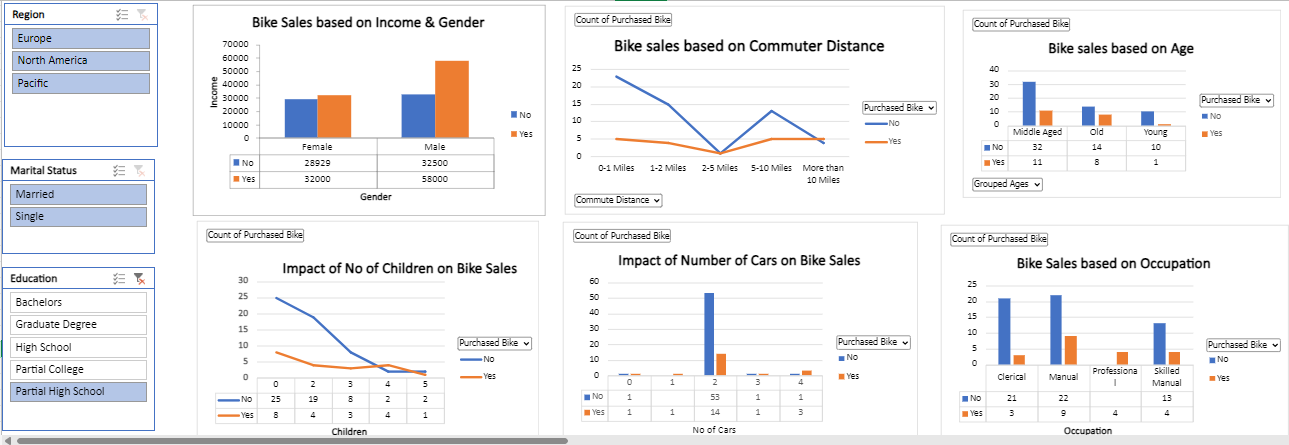 Region
Europe
North America
Pacific
Marital Status
Married
Single
Education
Bachelors
Graduate Degree
High School
Partial College
Partial High School
Bike Sales based on Income & Gender
70000
60000
50000
40000
30000
20000
10000
0
Income
Female Male
No 28929 32500
Yes 32000 58000
Gender
No
Yes
Count of Purchased Bike
Bike sales based on Commuter Distance
25
20
15
10
5
0
0-1 Miles 1-2 Miles 2-5 Miles 5-10 Miles More than
10 Miles
Purchased Bike
No
Yes
Commute Distance
Count of Purchased Bike
Bike sales based on Age
40
30
20
10
0
Middle Aged Old Young
No 32 14 10
Yes 11 8 1
Purchased Bike
No
Yes
Grouped Ages
Count of Purchased Bike
Impact of No of Children on Bike Sales
30
25
20
15
10
5
0
0 2 3 4 5
No 25 19 8 2 2
Yes 8 4 3 4 1
Children
Purchased Bike
No
Yes
Count of Purchased Bike
Impact of Number of Cars on Bike Sales
60
50
40
30
20
10
0
0 1 2 3 4
No 1 53 1 1
Yes 1 1 14 1 3
No of Cars
Purchased Bike
No
Yes
Count of Purchased Bike
Bike Sales based on Occupation
25
20
15
10
5
0
Clerical Manual Professiona
l Skilled
Manual
No 21 22 13
Yes 3 9 4 4
Occupation
Purchased Bike
No
Yes